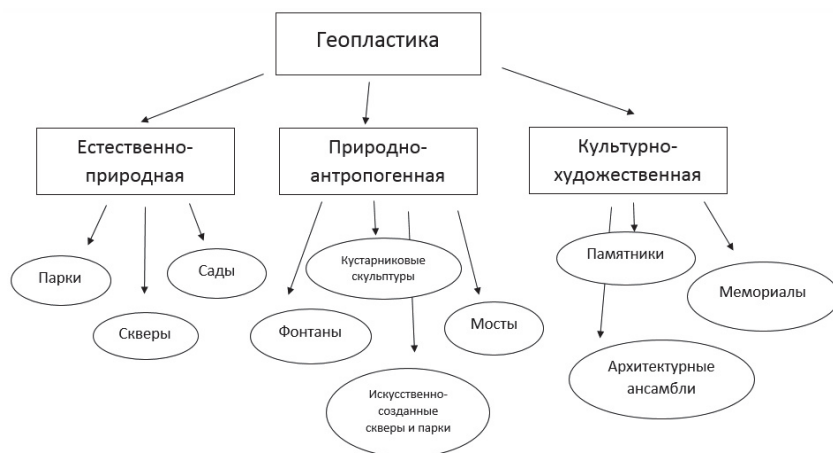 Геопластика
Естественно-
природная
Природно-
антропогенная
Культурно-
художественная
Парки
Скверы
Сады
Фонтаны
Кустарниковые
скульптуры
Искусственно-
созданные
скверы и парки
Мосты
Памятники
Архитектурные
ансамбли
Мемориалы